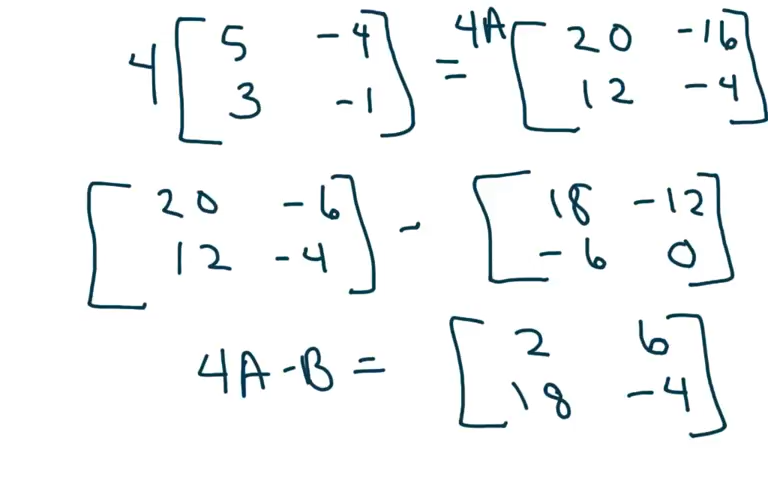 4 [ 5 -4 ] = 4A [ 20 -16 ]
[ 3 -1 ] [ 12 -4 ]
[ 20 -6 ] - [ 18 -12 ]
[ 12 -4 ] [ -6 0 ]
4A-B = [ 2 6 ]
[ 18 -4 ]